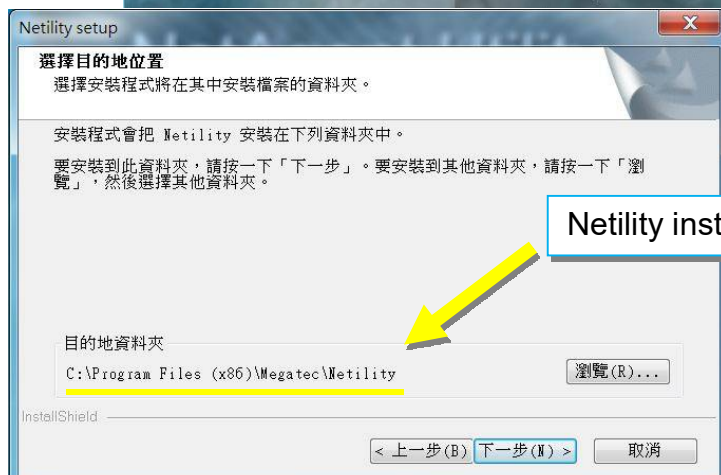 Netility setup
選擇目的地位置
選擇安裝程式將在其中安裝檔案的資料夾。
安裝程式會把 Netility 安裝在下列資料夾中。
要安裝到此資料夾，請按一下「下一步」。要安裝到其他資料夾，請按一下「瀏
覽」，然後選擇其他資料夾。
Netility inst
目的地資料夾
C:\Program Files (x86)\Megatec\Netility
瀏覽(R)...
InstallShield
< 上一步(B)
下一步(N) >
取消